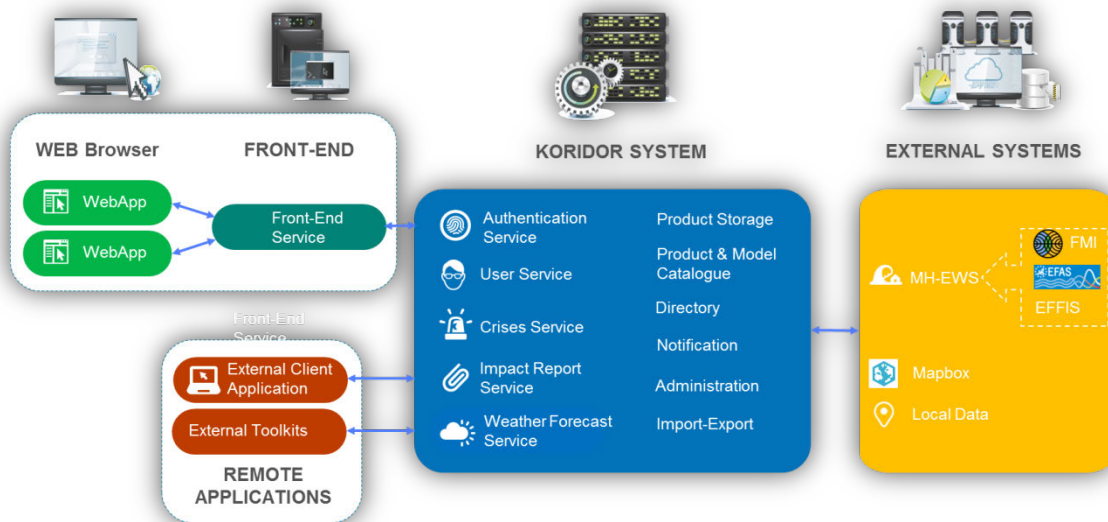 WEB Browser
FRONT-END
WebApp
WebApp
Front-End
Service
Front-End
Service
External Client
Application
External Toolkits
REMOTE
APPLICATIONS
KORIDOR SYSTEM
Authentication
Service
User Service
Crises Service
Impact Report
Service
Weather Forecast
Service
Product Storage
Product & Model
Catalogue
Directory
Notification
Administration
Import-Export
EXTERNAL SYSTEMS
MH-EWS
FMI
EFAS
EFFIS
Mapbox
Local Data